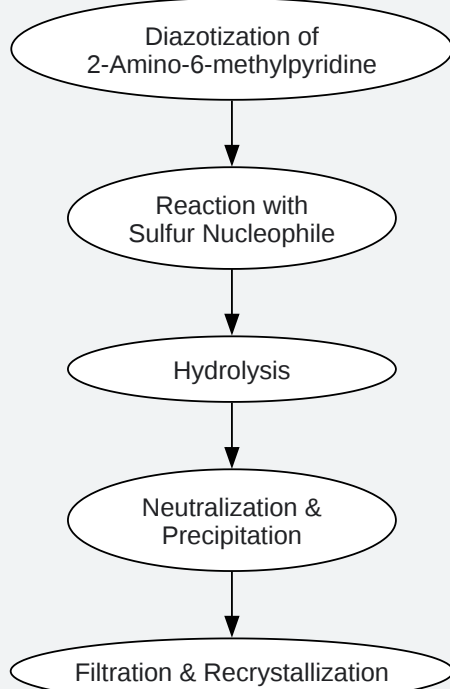 Diazotization of
2-Amino-6-methylpyridine
Reaction with
Sulfur Nucleophile
Hydrolysis
Neutralization &
Precipitation
Filtration & Recrystallization